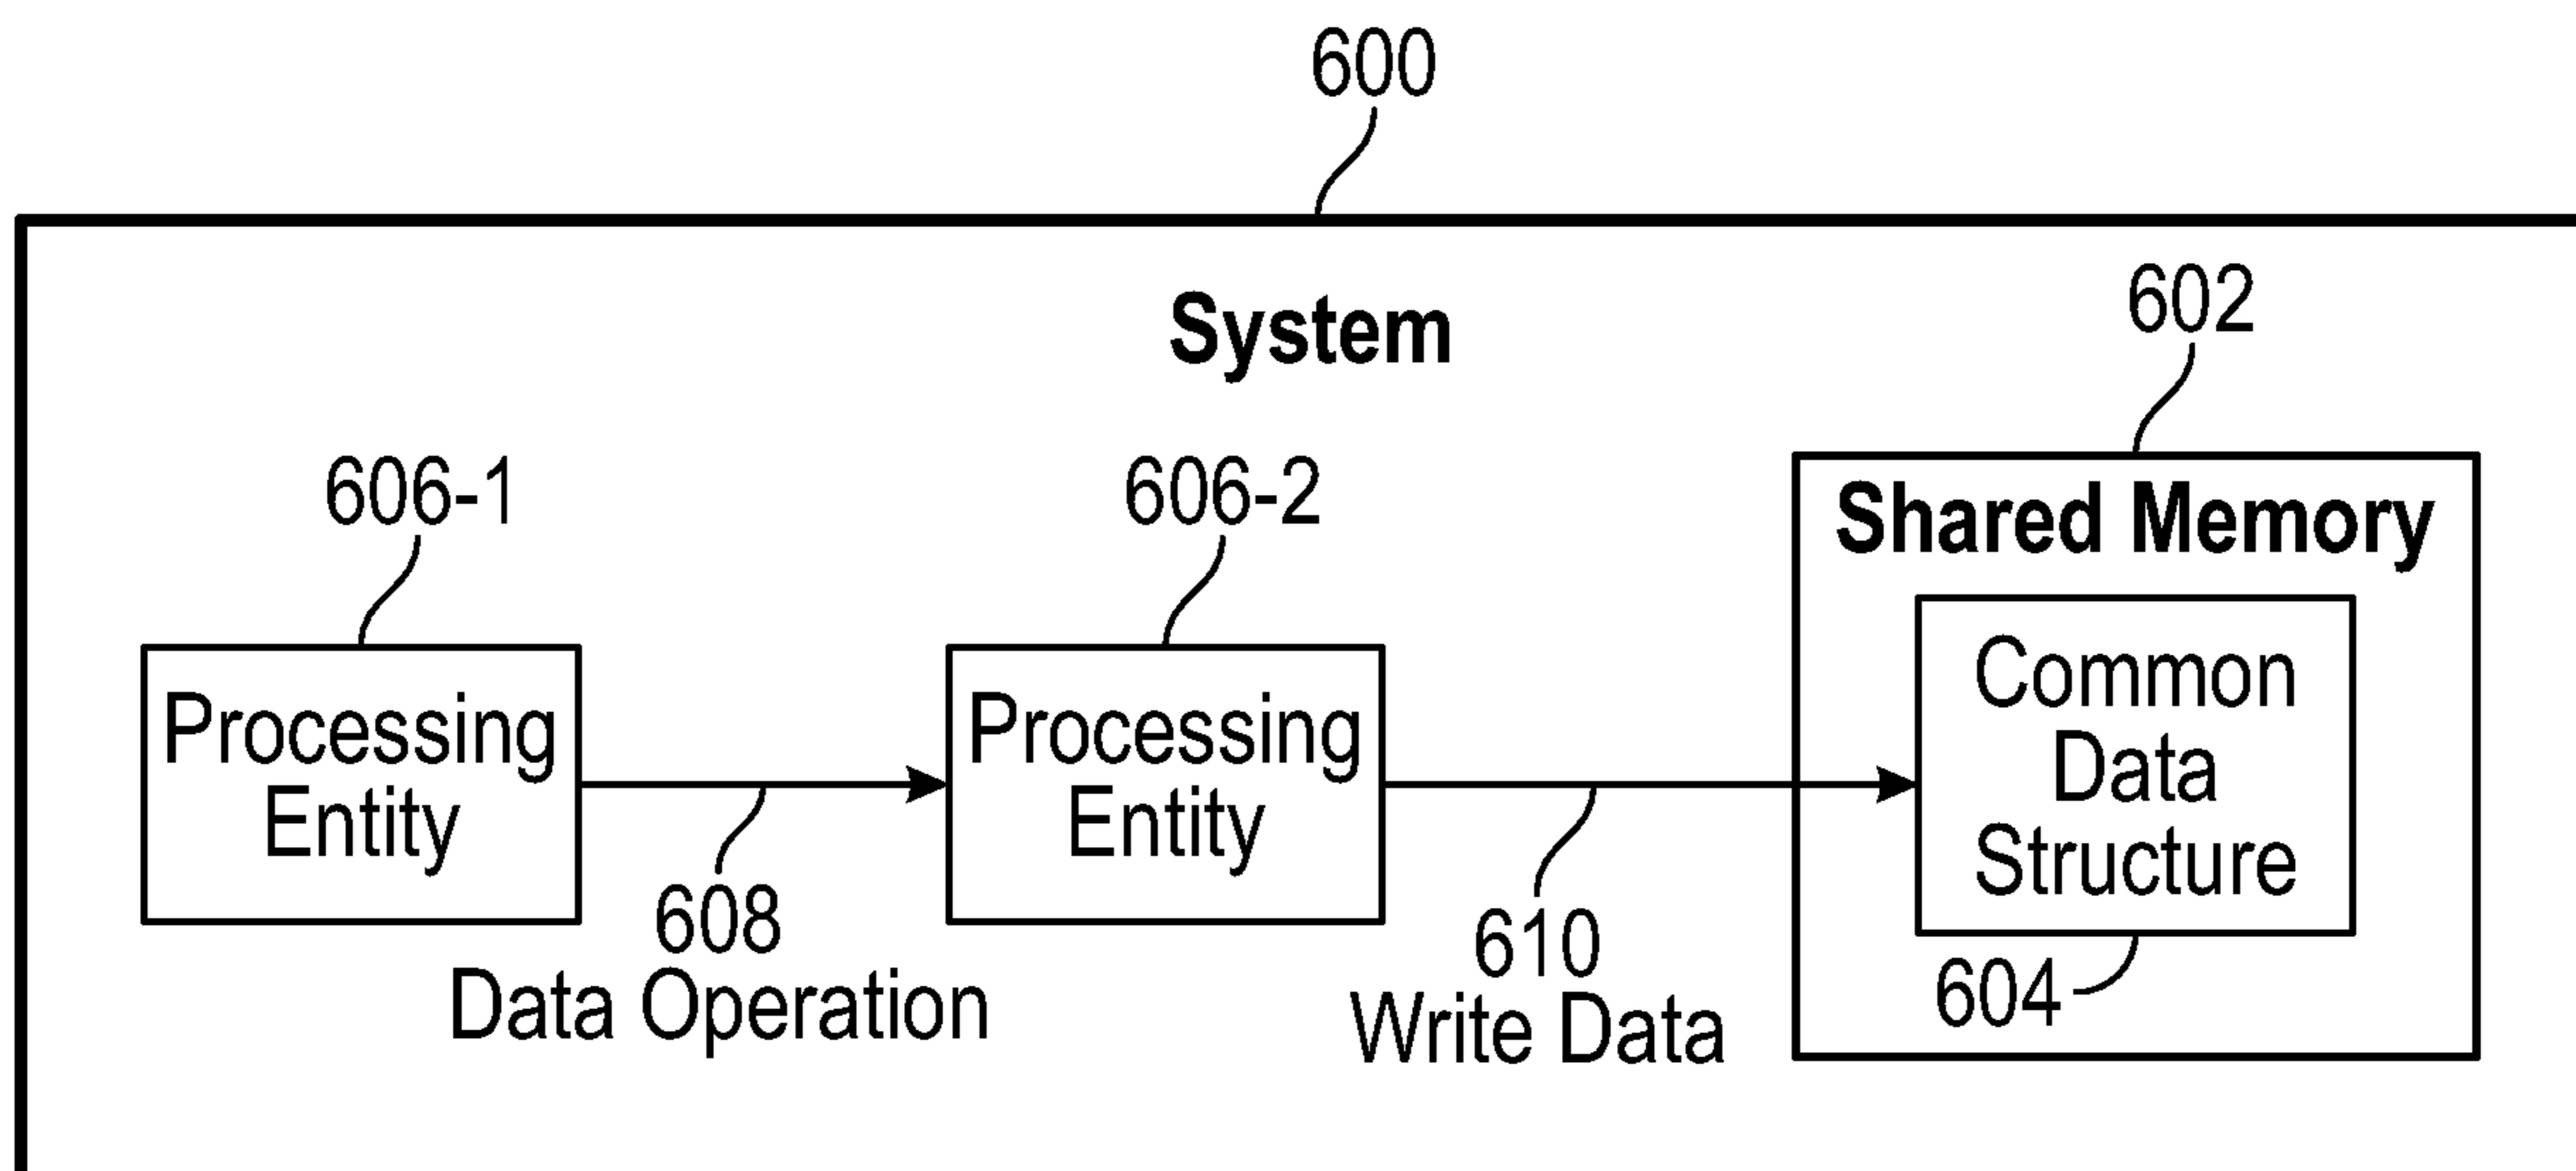 600
System
602
606-1
606-2
Shared Memory
Processing
Entity
Processing
Entity
Common
Data
Structure
608
Data Operation
610
Write Data
604